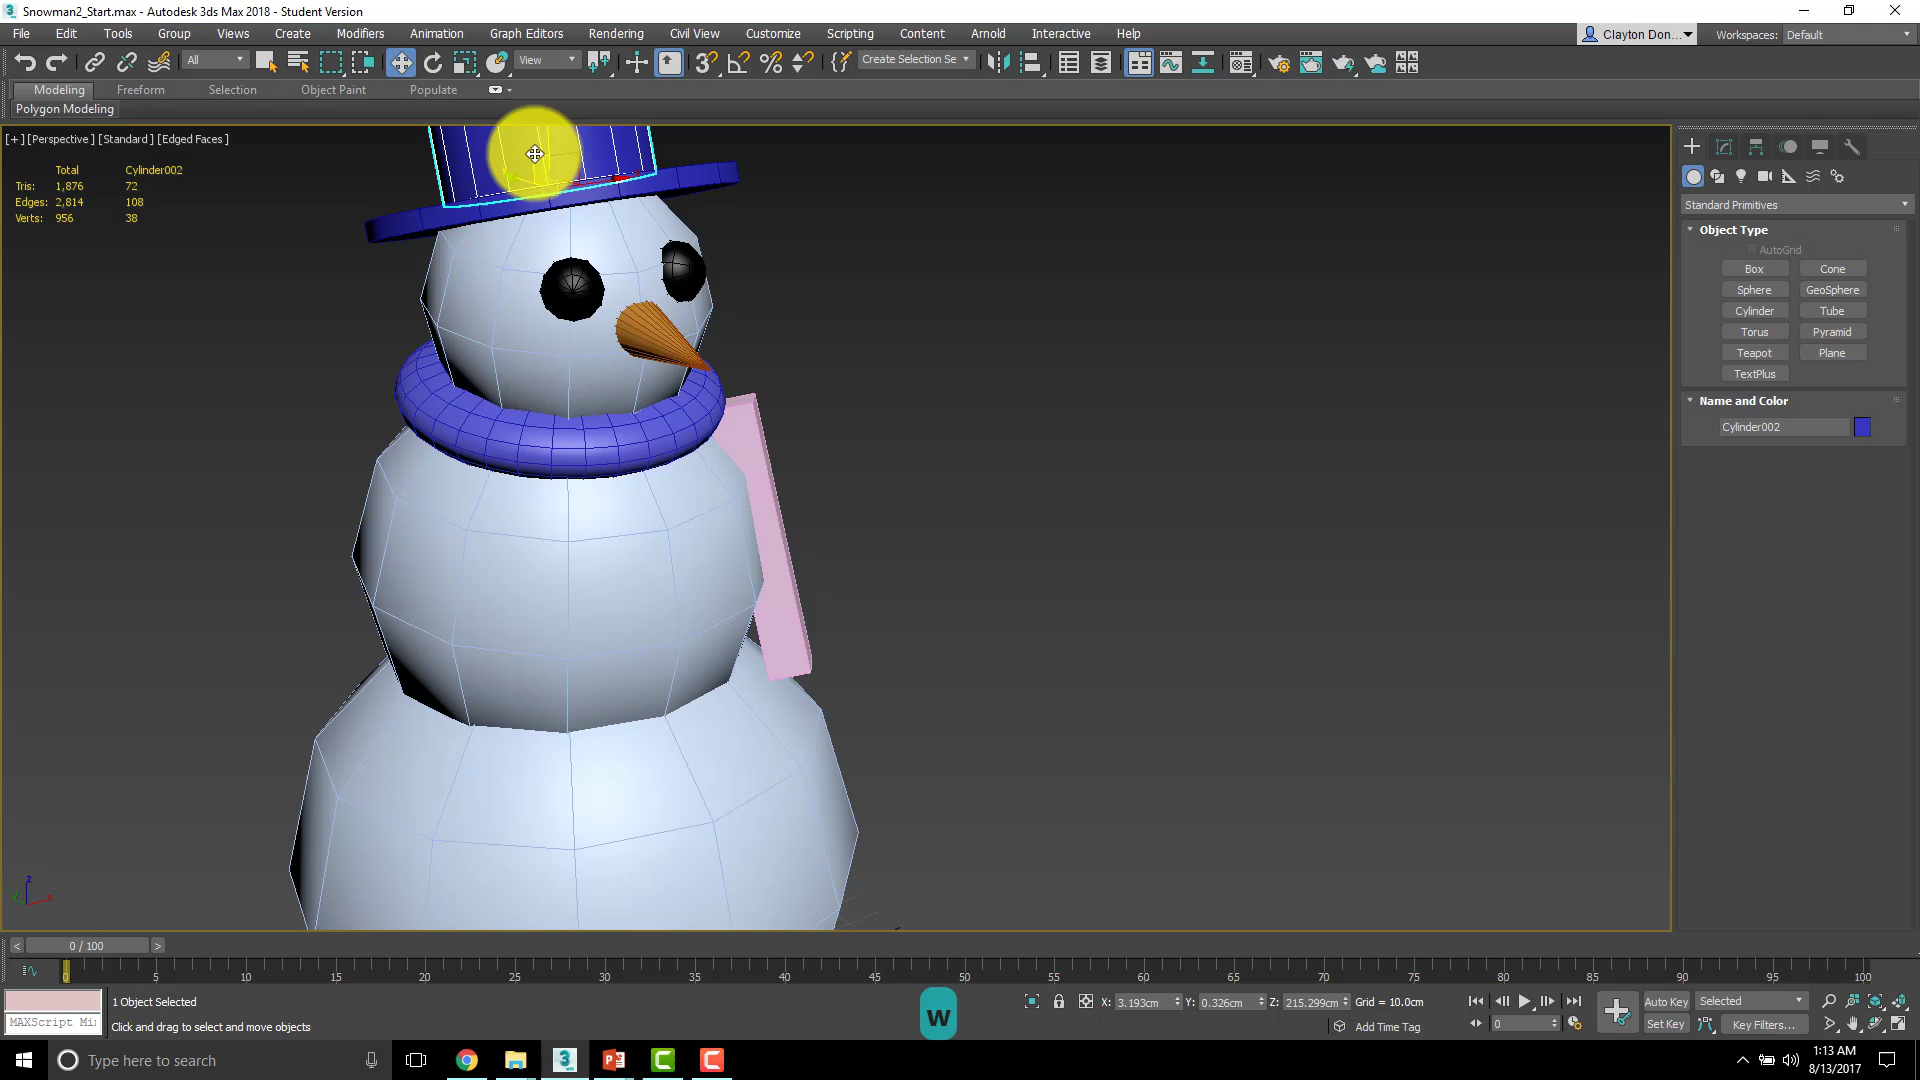 Snowman2_Start.max - Autodesk 3ds Max 2018 - Student Version
File Edit Tools Group Views Create Modifiers Animation Graph Editors Rendering Civil View Customize Scripting Content Arnold Interactive Help
Clayton Don...
Workspaces: Default
All
View
Create Selection Se
Modeling Freeform Selection Object Paint Populate
Polygon Modeling
[+] [Perspective] [Standard] [Edged Faces]
Total Cylinder002
Tris: 1,876 72
Edges: 2,814 108
Verts: 956 38
Standard Primitives
Object Type
AutoGrid
Box Cone
Sphere GeoSphere
Cylinder Tube
Torus Pyramid
Teapot Plane
TextPlus
Name and Color
Cylinder002
z
x
0 / 100
0 5 10 15 20 25 30 35 40 45 50 55 60 65 70 75 80 85 90 95 100
1 Object Selected
X: 3.193cm Y: 0.326cm Z: 215.299cm Grid = 10.0cm
Auto Key Selected
MAXScript Mi
Click and drag to select and move objects
w
Add Time Tag
0
Set Key Key Filters...
Type here to search
1:13 AM
8/13/2017